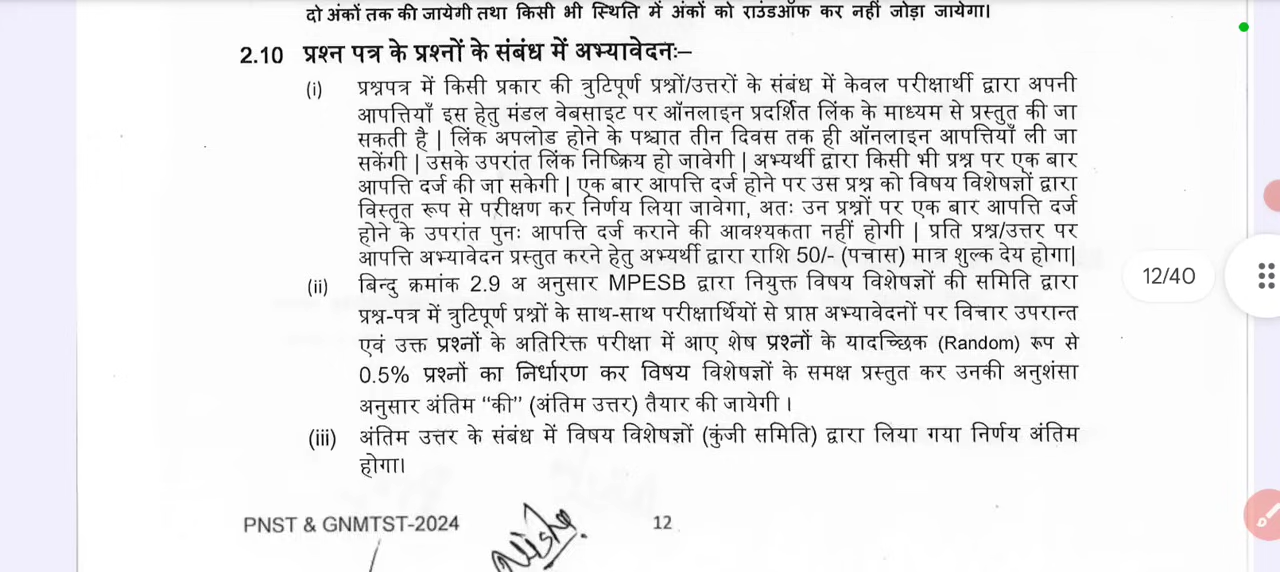 दो अंकों तक की जायेगी तथा किसी भी स्थिति में अंकों को राउंडऑफ कर नहीं जोड़ा जायेगा।
2.10 प्रश्न पत्र के प्रश्नों के संबंध में अभ्यावेदनः–
(i) प्रश्नपत्र में किसी प्रकार की त्रुटिपूर्ण प्रश्नों/उत्तरों के संबंध में केवल परीक्षार्थी द्वारा अपनी
आपत्तियाँ इस हेतु मंडल वेबसाइट पर ऑनलाइन प्रदर्शित लिंक के माध्यम से प्रस्तुत की जा
सकती है | लिंक अपलोड होने के पश्चात तीन दिवस तक ही ऑनलाइन आपत्तियाँ ली जा
सकेंगी | उसके उपरांत लिंक निष्क्रिय हो जावेगी | अभ्यर्थी द्वारा किसी भी प्रश्न पर एक बार
आपत्ति दर्ज की जा सकेगी | एक बार आपत्ति दर्ज होने पर उस प्रश्न को विषय विशेषज्ञों द्वारा
विस्तृत रूप से परीक्षण कर निर्णय लिया जावेगा, अतः उन प्रश्नों पर एक बार आपत्ति दर्ज
होने के उपरांत पुनः आपत्ति दर्ज कराने की आवश्यकता नहीं होगी | प्रति प्रश्न/उत्तर पर
आपत्ति अभ्यावेदन प्रस्तुत करने हेतु अभ्यर्थी द्वारा राशि 50/- (पचास) मात्र शुल्क देय होगा|
(ii) बिन्दु क्रमांक 2.9 अ अनुसार MPESB द्वारा नियुक्त विषय विशेषज्ञों की समिति द्वारा
प्रश्न-पत्र में त्रुटिपूर्ण प्रश्नों के साथ-साथ परीक्षार्थियों से प्राप्त अभ्यावेदनों पर विचार उपरान्त
एवं उक्त प्रश्नों के अतिरिक्त परीक्षा में आए शेष प्रश्नों के यादच्छिक (Random) रूप से
0.5% प्रश्नों का निर्धारण कर विषय विशेषज्ञों के समक्ष प्रस्तुत कर उनकी अनुशंसा
अनुसार अंतिम “की” (अंतिम उत्तर) तैयार की जायेगी ।
(iii) अंतिम उत्तर के संबंध में विषय विशेषज्ञों (कुंजी समिति) द्वारा लिया गया निर्णय अंतिम
होगा।
12/40
PNST & GNMTST-2024 12